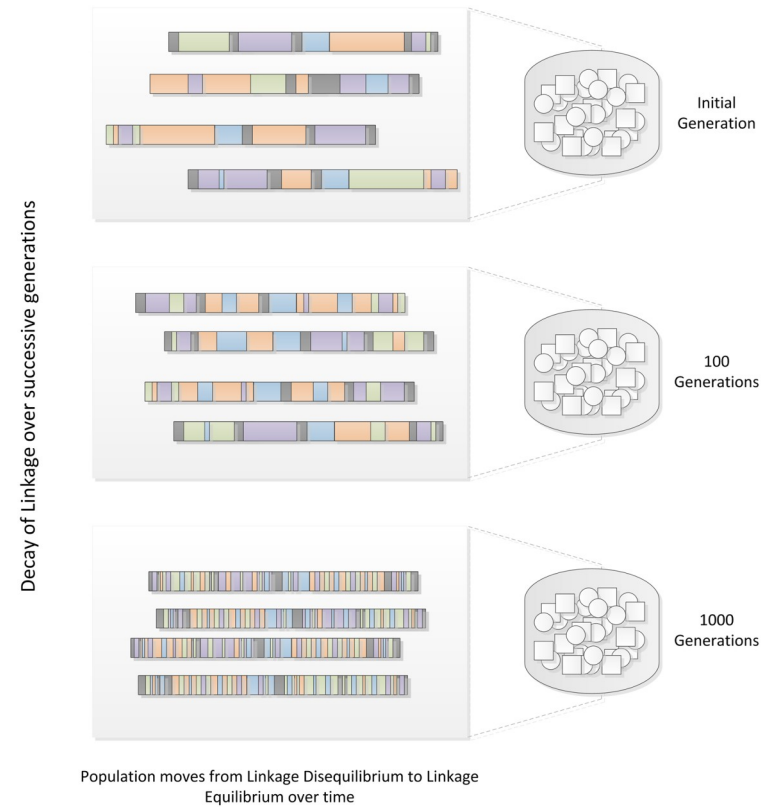 Decay of Linkage over successive generations
Initial
Generation
100
Generations
1000
Generations
Population moves from Linkage Disequilibrium to Linkage
Equilibrium over time